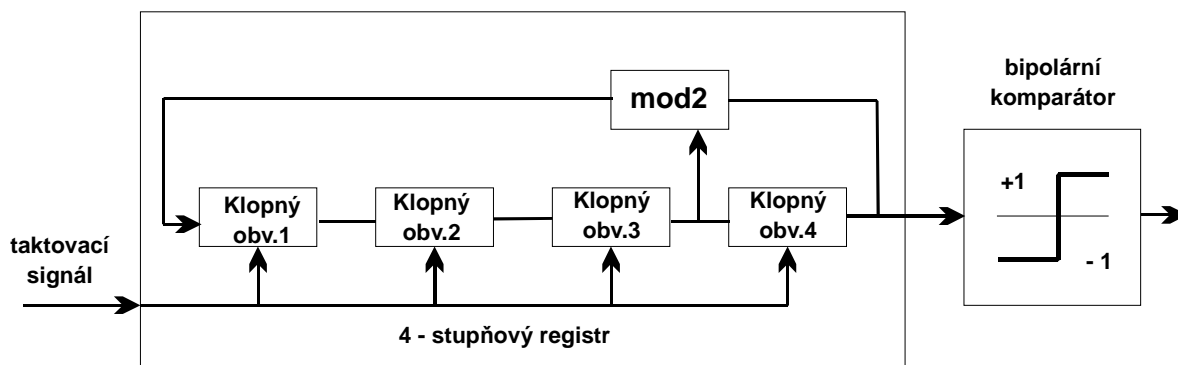 bipolární
komparátor
mod2
+1
Klopný
obv.1
Klopný
obv.2
Klopný
obv.3
Klopný
obv.4
taktovací
signál
- 1
4 - stupňový registr